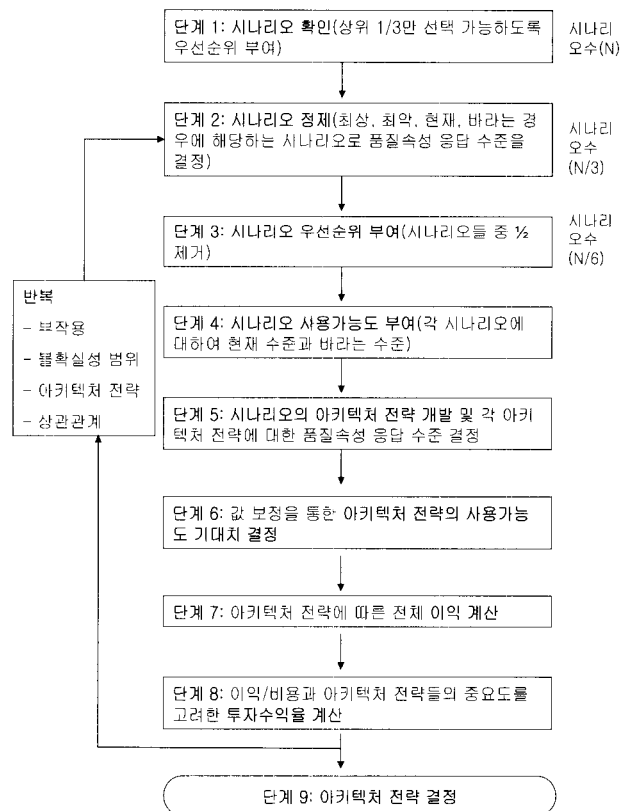 단계 1: 시나리오 확인(상위 1/3만 선택 가능하도록
우선순위 부여)
시나리
오수(N)
단계 2: 시나리오 정제(최상, 최악, 현재, 바라는 경
우에 해당하는 시나리오로 품질속성 응답 수준을
결정)
시나리
오수
(N/3)
단계 3: 시나리오 우선순위 부여(시나리오들 중 ½
제거)
시나리
오수
(N/6)
반복
- 부작용
- 불확실성 범위
- 아키텍처 전략
- 상관관계
단계 4: 시나리오 사용가능도 부여(각 시나리오에
대하여 현재 수준과 바라는 수준)
단계 5: 시나리오의 아키텍처 전략 개발 및 각 아키
텍처 전략에 대한 품질속성 응답 수준 결정
단계 6: 값 보정을 통한 아키텍처 전략의 사용가능
도 기대치 결정
단계 7: 아키텍처 전략에 따른 전체 이익 계산
단계 8: 이익/비용과 아키텍처 전략들의 중요도를
고려한 투자수익율 계산
단계 9: 아키텍처 전략 결정